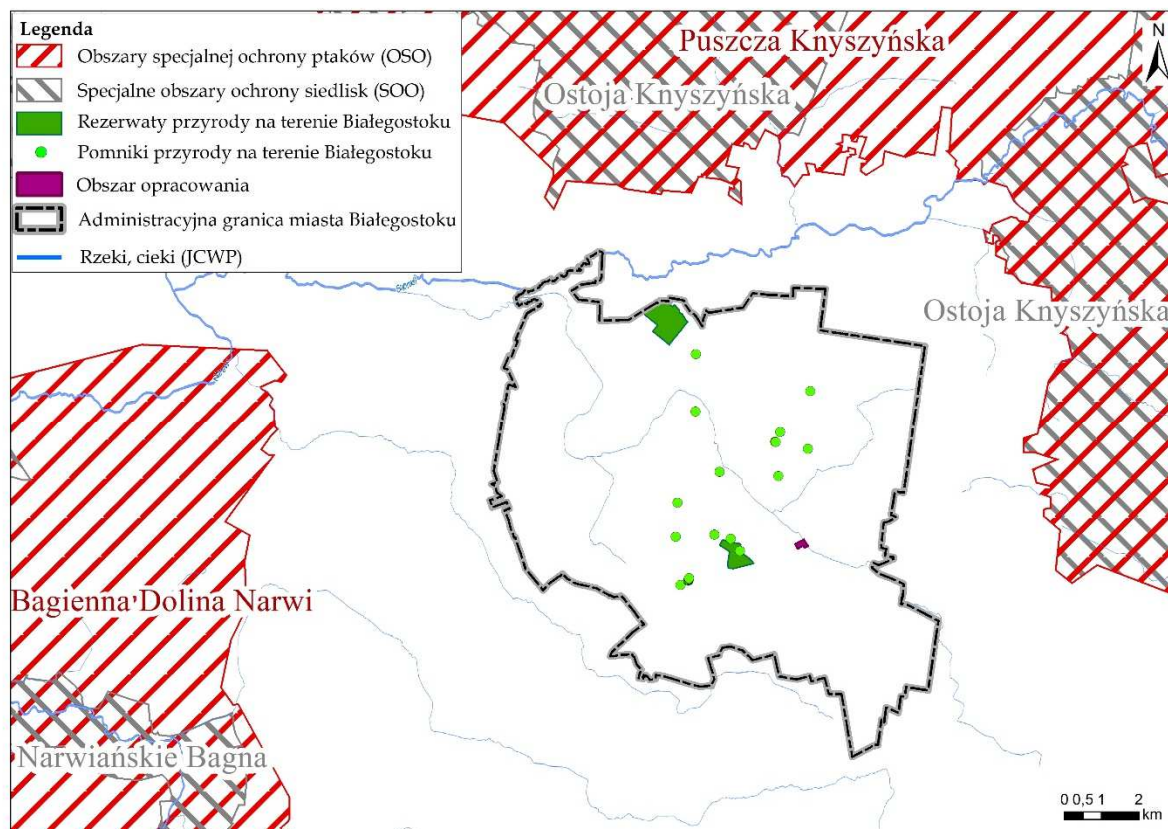 Legenda
Obszary specjalnej ochrony ptaków (OSO)
Specjalne obszary ochrony siedlisk (SOO)
Rezerwaty przyrody na terenie Białegostoku
Pomniki przyrody na terenie Białegostoku
Obszar opracowania
Administracyjna granica miasta Białegostoku
Rzeki, cieki (JCWP)
Puszcza Knyszyńska
Ostoja Knyszyńska
N
Ostoja Knyszyńska
Bagienna Dolina Narwi
Narwiańskie Bagna
0 0,5 1 2
km